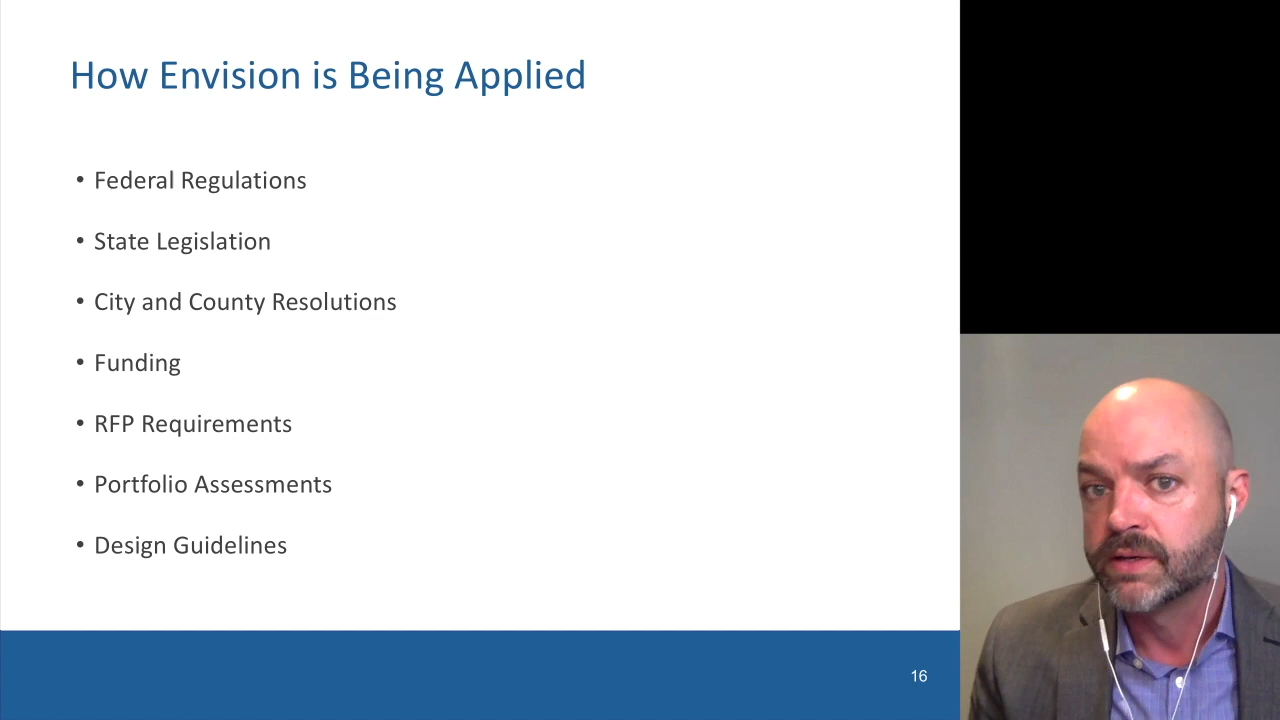 How Envision is Being Applied
• Federal Regulations
• State Legislation
• City and County Resolutions
• Funding
• RFP Requirements
• Portfolio Assessments
• Design Guidelines
16